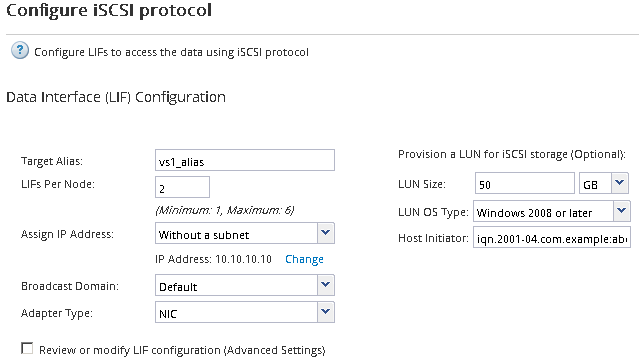 Configure iSCSI protocol
? Configure LIFs to access the data using iSCSI protocol
Data Interface (LIF) Configuration
Target Alias: vs1_alias
LIFs Per Node: 2
(Minimum: 1, Maximum: 6)
Assign IP Address: Without a subnet
IP Address: 10.10.10.10 Change
Broadcast Domain: Default
Adapter Type: NIC
Review or modify LIF configuration (Advanced Settings)
Provision a LUN for iSCSI storage (Optional):
LUN Size: 50 GB
LUN OS Type: Windows 2008 or later
Host Initiator: iqn.2001-04.com.example:ab